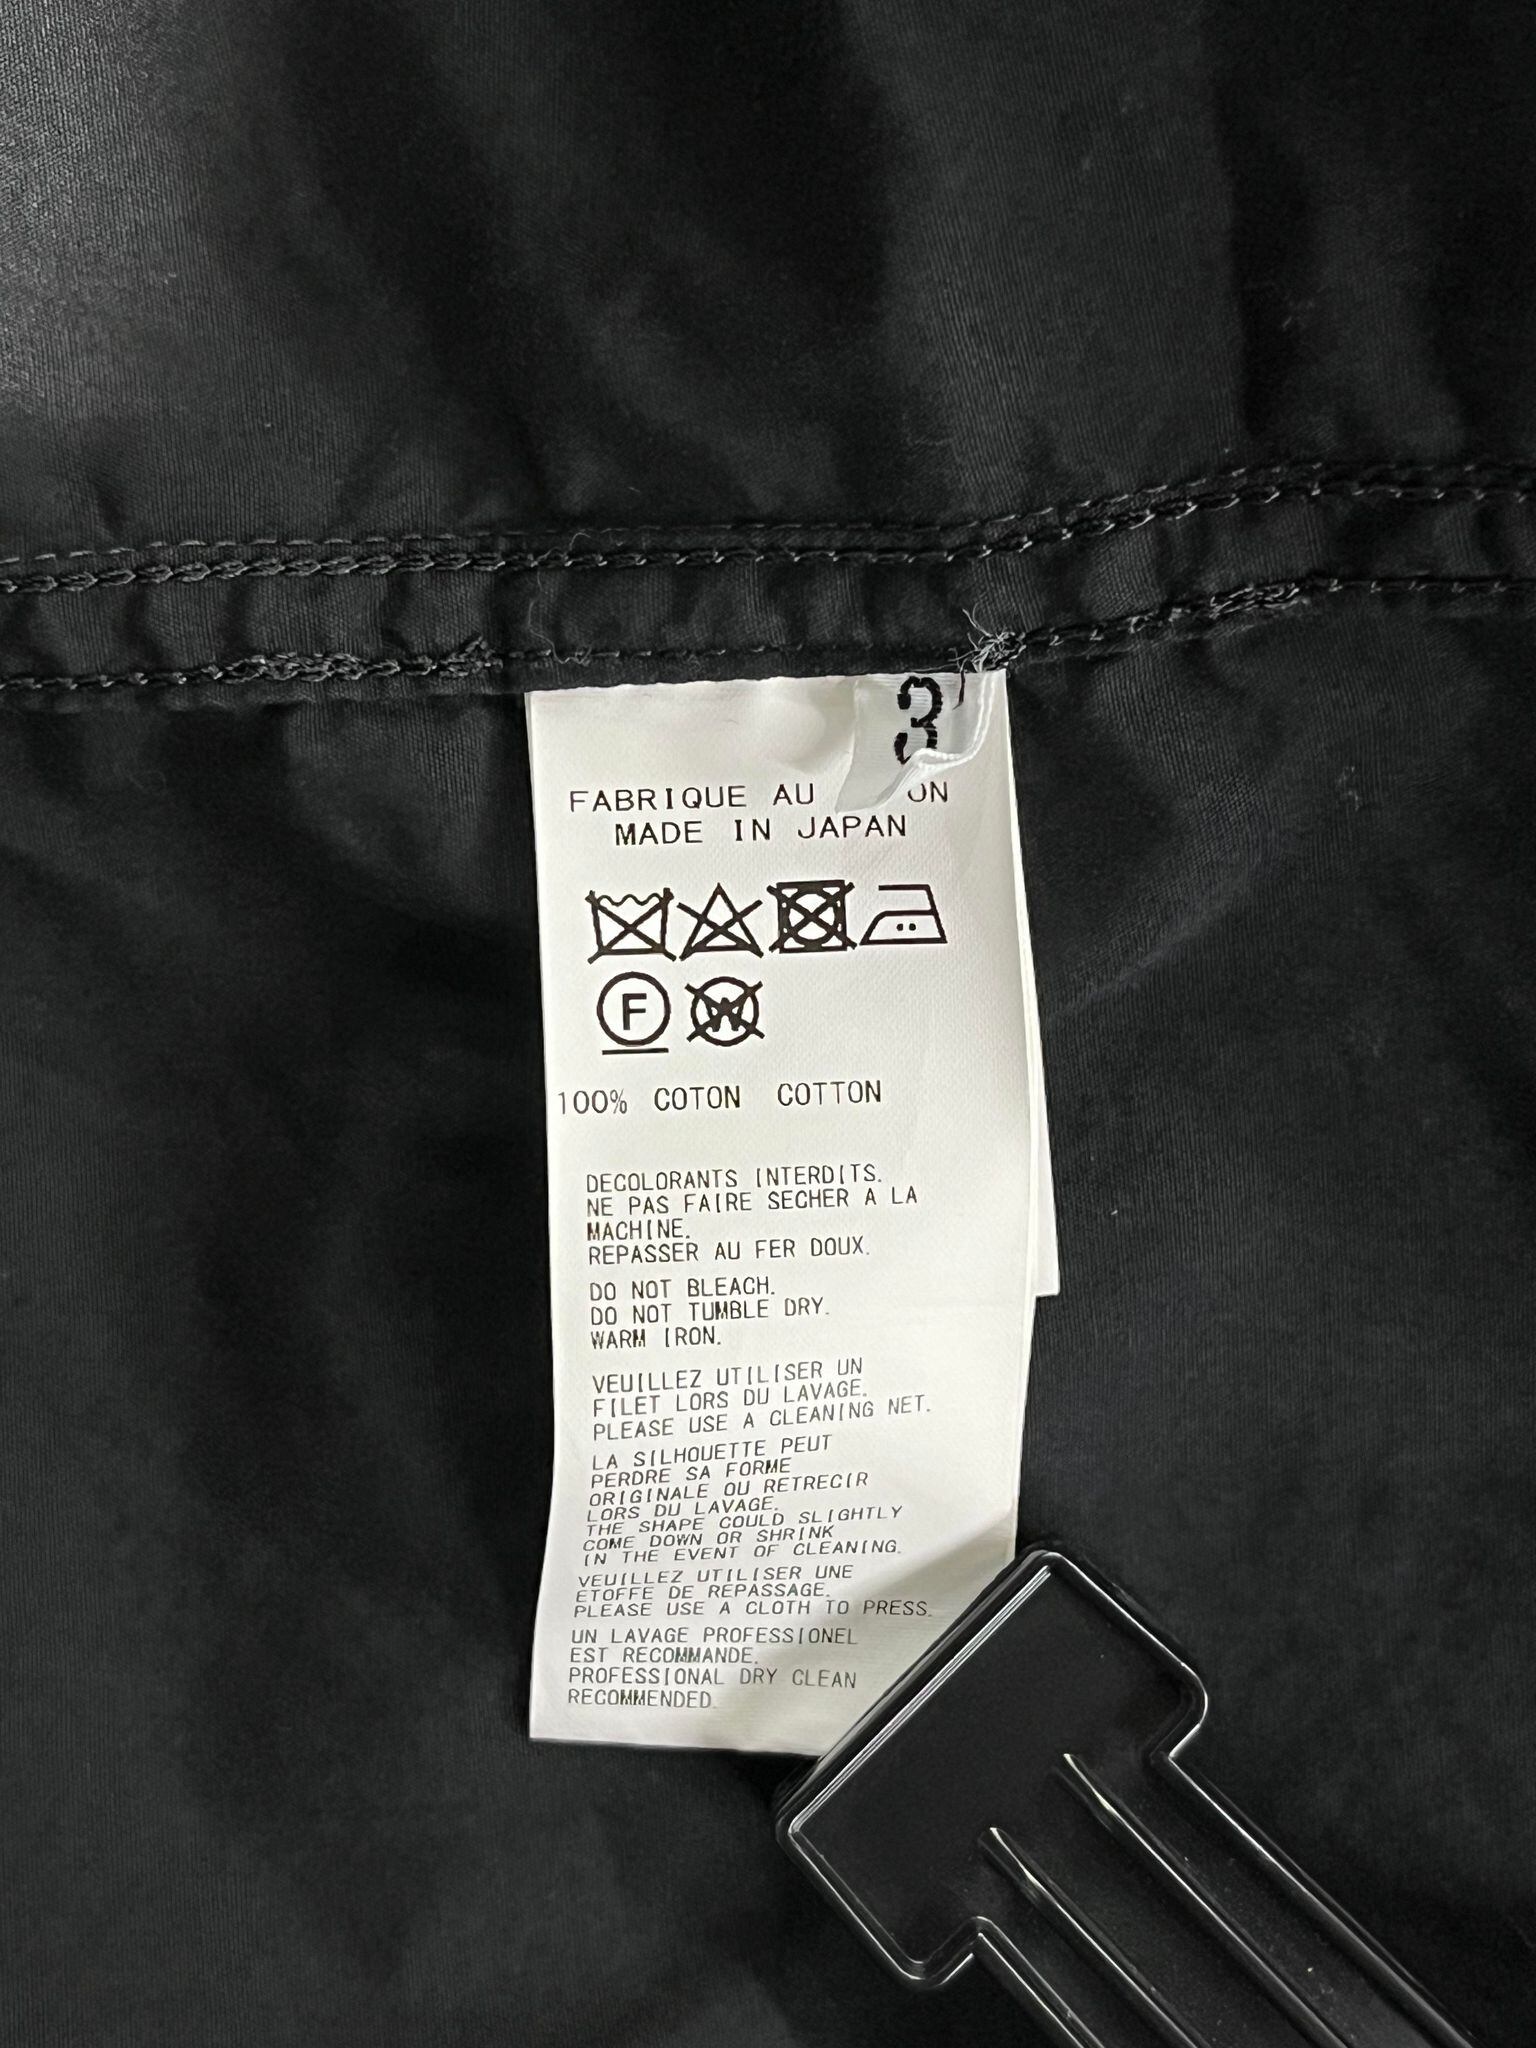 3
FABRIQUE AU ON
MADE IN JAPAN
F W
100% COTON COTTON
DECOLORANTS INTERDITS.
NE PAS FAIRE SECHER A LA
MACHINE.
REPASSER AU FER DOUX.
DO NOT BLEACH.
DO NOT TUMBLE DRY.
WARM IRON.
VEUILLEZ UTILISER UN
FILET LORS DU LAVAGE.
PLEASE USE A CLEANING NET.
LA SILHOUETTE PEUT
PERDRE SA FORME
ORIGINALE OU RETRECIR
LORS DU LAVAGE.
THE SHAPE COULD SLIGHTLY
COME DOWN OR SHRINK
IN THE EVENT OF CLEANING.
VEUILLEZ UTILISER UNE
ETOFFE DE REPASSAGE.
PLEASE USE A CLOTH TO PRESS.
UN LAVAGE PROFESSIONEL
EST RECOMMANDE.
PROFESSIONAL DRY CLEAN
RECOMMENDED.